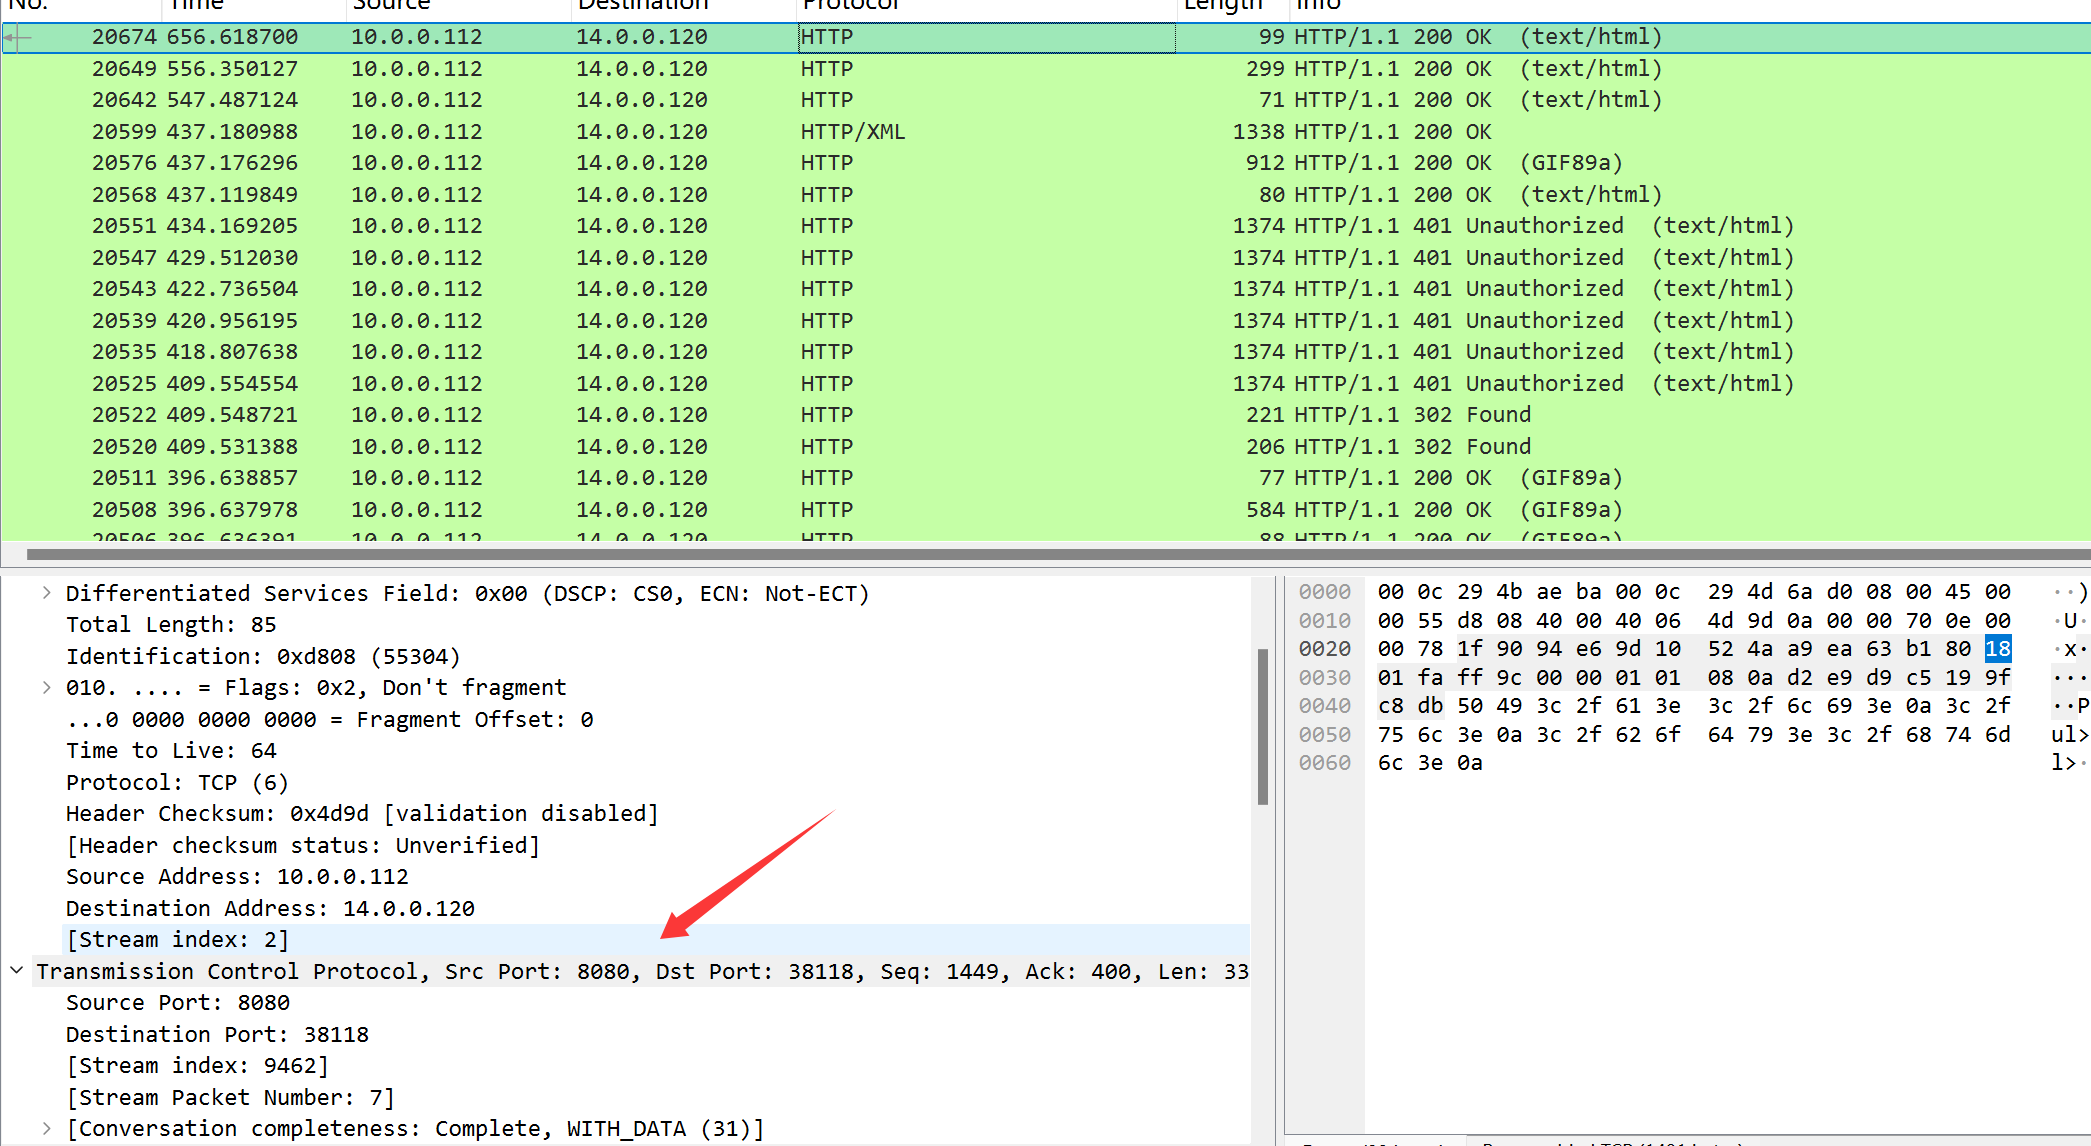 No. Time Source Destination Protocol Length Info
20674 656.618700 10.0.0.112 14.0.0.120 HTTP 99 HTTP/1.1 200 OK (text/html)
20649 556.350127 10.0.0.112 14.0.0.120 HTTP 299 HTTP/1.1 200 OK (text/html)
20642 547.487124 10.0.0.112 14.0.0.120 HTTP 71 HTTP/1.1 200 OK (text/html)
20599 437.180988 10.0.0.112 14.0.0.120 HTTP/XML 1338 HTTP/1.1 200 OK
20576 437.176296 10.0.0.112 14.0.0.120 HTTP 912 HTTP/1.1 200 OK (GIF89a)
20568 437.119849 10.0.0.112 14.0.0.120 HTTP 80 HTTP/1.1 200 OK (text/html)
20551 434.169205 10.0.0.112 14.0.0.120 HTTP 1374 HTTP/1.1 401 Unauthorized (text/html)
20547 429.512030 10.0.0.112 14.0.0.120 HTTP 1374 HTTP/1.1 401 Unauthorized (text/html)
20543 422.736504 10.0.0.112 14.0.0.120 HTTP 1374 HTTP/1.1 401 Unauthorized (text/html)
20539 420.956195 10.0.0.112 14.0.0.120 HTTP 1374 HTTP/1.1 401 Unauthorized (text/html)
20535 418.807638 10.0.0.112 14.0.0.120 HTTP 1374 HTTP/1.1 401 Unauthorized (text/html)
20525 409.554554 10.0.0.112 14.0.0.120 HTTP 1374 HTTP/1.1 401 Unauthorized (text/html)
20522 409.548721 10.0.0.112 14.0.0.120 HTTP 221 HTTP/1.1 302 Found
20520 409.531388 10.0.0.112 14.0.0.120 HTTP 206 HTTP/1.1 302 Found
20511 396.638857 10.0.0.112 14.0.0.120 HTTP 77 HTTP/1.1 200 OK (GIF89a)
20508 396.637978 10.0.0.112 14.0.0.120 HTTP 584 HTTP/1.1 200 OK (GIF89a)
20506 396.636391 10.0.0.112 14.0.0.120 HTTP 88 HTTP/1.1 200 OK (GIF89a)
Differentiated Services Field: 0x00 (DSCP: CS0, ECN: Not-ECT)
Total Length: 85
Identification: 0xd808 (55304)
010. .... = Flags: 0x2, Don't fragment
...0 0000 0000 0000 = Fragment Offset: 0
Time to Live: 64
Protocol: TCP (6)
Header Checksum: 0x4d9d [validation disabled]
[Header checksum status: Unverified]
Source Address: 10.0.0.112
Destination Address: 14.0.0.120
[Stream index: 2]
Transmission Control Protocol, Src Port: 8080, Dst Port: 38118, Seq: 1449, Ack: 400, Len: 33
Source Port: 8080
Destination Port: 38118
[Stream index: 9462]
[Stream Packet Number: 7]
[Conversation completeness: Complete, WITH_DATA (31)]
0000 00 0c 29 4b ae ba 00 0c 29 4d 6a d0 08 00 45 00 ··)
0010 00 55 d8 08 40 00 40 06 4d 9d 0a 00 00 70 0e 00 ·U·
0020 00 78 1f 90 94 e6 9d 10 52 4a a9 ea 63 b1 80 18 ·x·
0030 01 fa ff 9c 00 00 01 01 08 0a d2 e9 d9 c5 19 9f ···
0040 c8 db 50 49 3c 2f 61 3e 3c 2f 6c 69 3e 0a 3c 2f ··P
0050 75 6c 3e 0a 3c 2f 62 6f 64 79 3e 3c 2f 68 74 6d ul>
0060 6c 3e 0a l>·